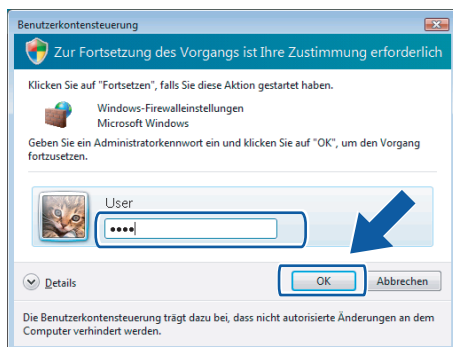 Benutzerkontensteuerung
Zur Fortsetzung des Vorgangs ist Ihre Zustimmung erforderlich
Klicken Sie auf "Fortsetzen", falls Sie diese Aktion gestartet haben.
Windows-Firewalleinstellungen
Microsoft Windows
Geben Sie ein Administratorkennwort ein und klicken Sie auf "OK", um den Vorgang
fortzusetzen.
User
••••
Details
OK
Abbrechen
Die Benutzerkontensteuerung trägt dazu bei, dass nicht autorisierte Änderungen an dem
Computer verhindert werden.